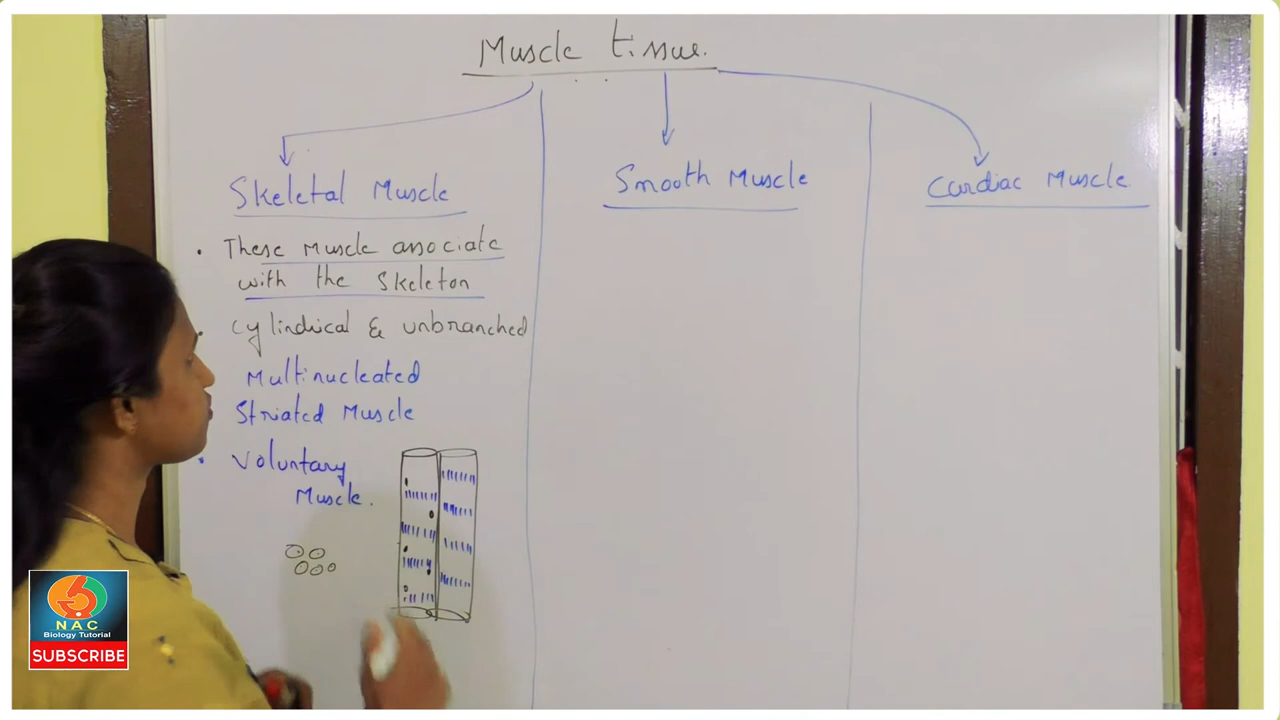 Muscle tissue.
Skeletal Muscle
Smooth Muscle
Cardiac Muscle
• These Muscle associate
with the skeleton
• Cylindrical & unbranched
Multinucleated
Striated Muscle
• Voluntary
Muscle.
NAC
Biology Tutorial
SUBSCRIBE